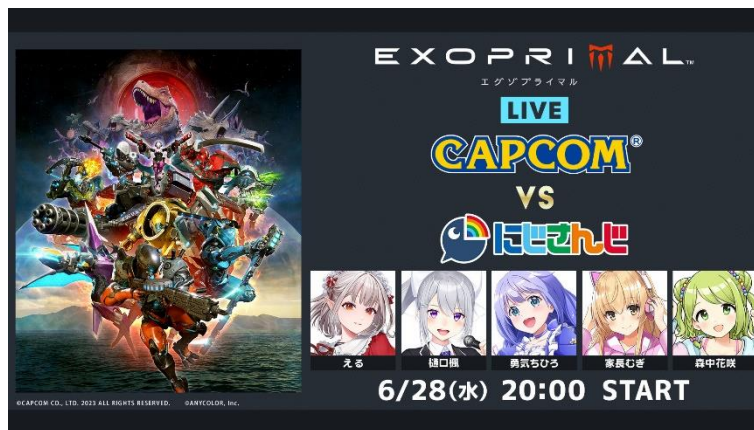 EXOPRIMAL™
エグゾプライマル
LIVE
CAPCOM®
VS
にじさんじ
える
樋口楓
勇気ちひろ
家長むぎ
森中花咲
6/28(水) 20:00 START
©CAPCOM CO., LTD. 2023 ALL RIGHTS RESERVED. ©ANYCOLOR, Inc.